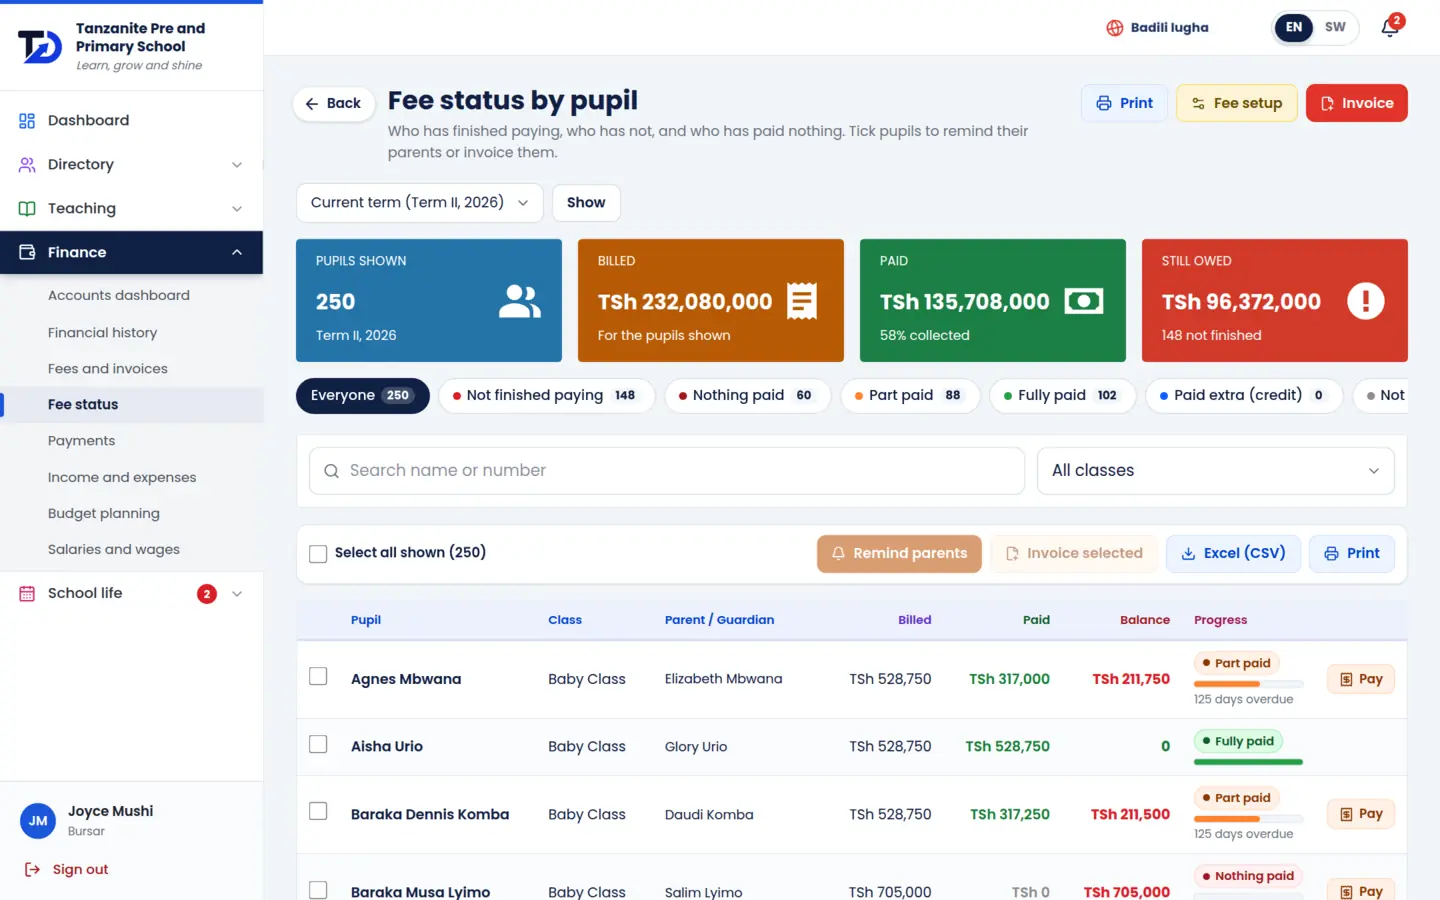 Tanzanite Pre and
Primary School
Learn, grow and shine
Badili lugha
EN
SW
2
Dashboard
Directory
Teaching
Finance
Accounts dashboard
Financial history
Fees and invoices
Fee status
Payments
Income and expenses
Budget planning
Salaries and wages
School life
2
JM
Joyce Mushi
Bursar
Sign out
Back
Fee status by pupil
Who has finished paying, who has not, and who has paid nothing. Tick pupils to remind their
parents or invoice them.
Print
Fee setup
Invoice
Current term (Term II, 2026)
Show
PUPILS SHOWN
250
Term II, 2026
BILLED
TSh 232,080,000
For the pupils shown
PAID
TSh 135,708,000
58% collected
STILL OWED
TSh 96,372,000
148 not finished
Everyone 250
Not finished paying 148
Nothing paid 60
Part paid 88
Fully paid 102
Paid extra (credit) 0
Not
Search name or number
All classes
Select all shown (250)
Remind parents
Invoice selected
Excel (CSV)
Print
Pupil Class Parent / Guardian Billed Paid Balance Progress
Agnes Mbwana Baby Class Elizabeth Mbwana TSh 528,750 TSh 317,000 TSh 211,750 Part paid
125 days overdue
Pay
Aisha Urio Baby Class Glory Urio TSh 528,750 TSh 528,750 0 Fully paid
Baraka Dennis Komba Baby Class Daudi Komba TSh 528,750 TSh 317,250 TSh 211,500 Part paid
125 days overdue
Pay
Baraka Musa Lyimo Baby Class Salim Lyimo TSh 705,000 TSh 0 TSh 705,000 Nothing paid
Pay